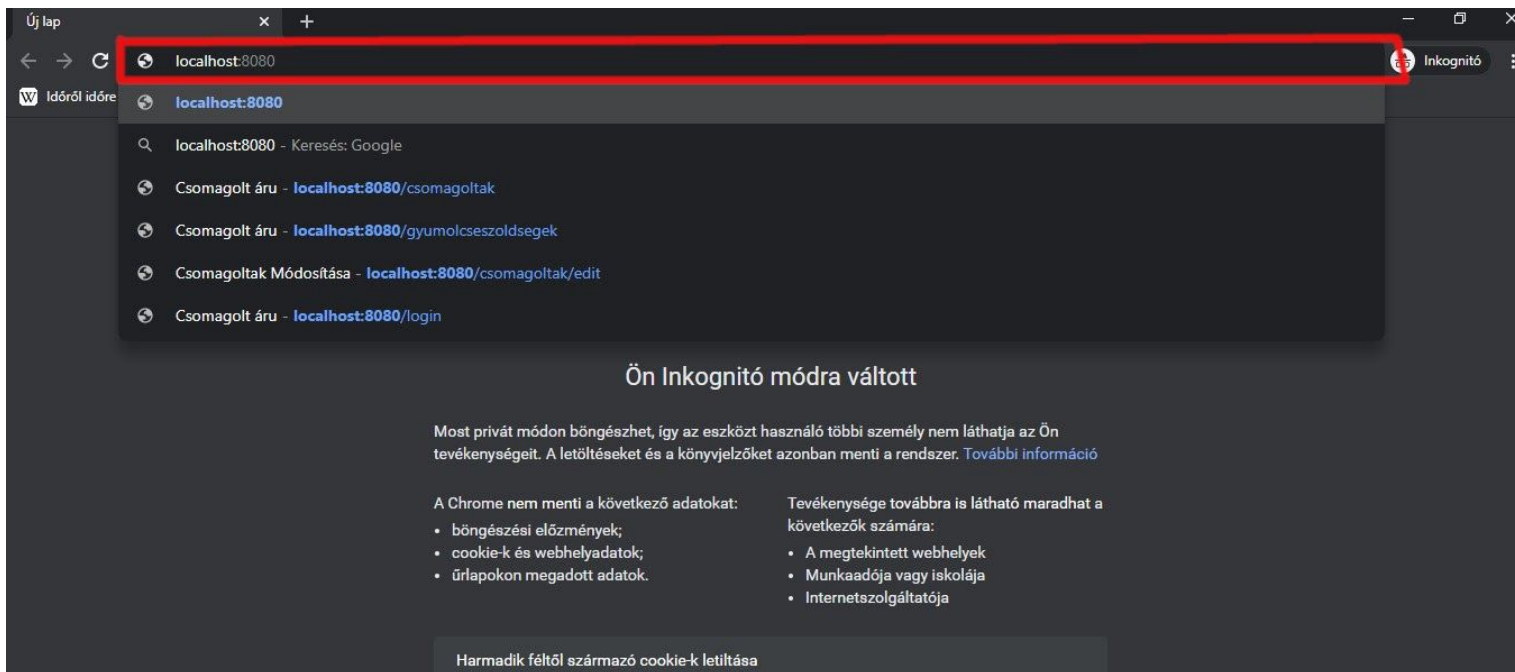 Új lap
localhost:8080
Inkognitó
Időről időre
localhost:8080
localhost:8080 - Keresés: Google
Csomagolt áru - localhost:8080/csomagoltak
Csomagolt áru - localhost:8080/gyumolcseszoldsegek
Csomagoltak Módosítása - localhost:8080/csomagoltak/edit
Csomagolt áru - localhost:8080/login
Ön Inkognitó módra váltott
Most privát módon böngészhet, így az eszközt használó többi személy nem láthatja az Ön
tevékenységeit. A letöltéseket és a könyvjelzőket azonban menti a rendszer. További információ
A Chrome nem menti a következő adatokat:
• böngészési előzmények;
• cookie-k és webhelyadatok;
• űrlapokon megadott adatok.
Tevékenysége továbbra is látható maradhat a
következők számára:
• A megtekintett webhelyek
• Munkaadója vagy iskolája
• Internetszolgáltatója
Harmadik féltől származó cookie-k letiltása